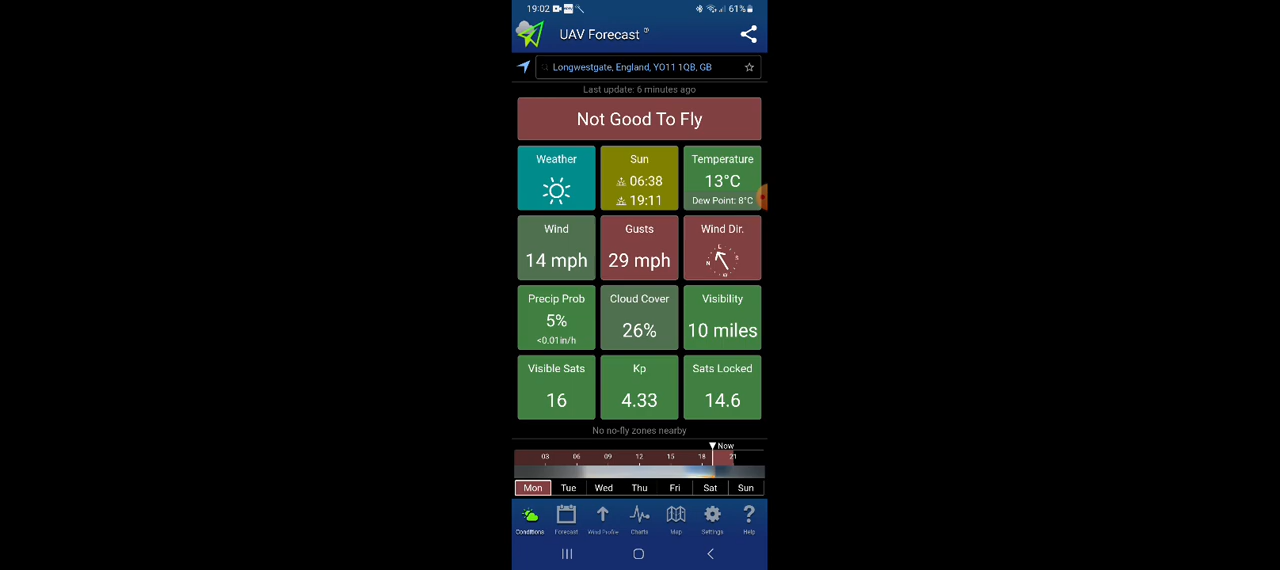 19:02 61%
UAV Forecast
Longwestgate, England, YO11 1QB, GB
Last update: 6 minutes ago
Not Good To Fly
Weather Sun Temperature
06:38 13°C
19:11 Dew Point: 8°C
Wind Gusts Wind Dir.
14 mph 29 mph
Precip Prob Cloud Cover Visibility
5% 26% 10 miles
<0.01in/h
Visible Sats Kp Sats Locked
16 4.33 14.6
No no-fly zones nearby
Now
03 06 09 12 15 18 21
Mon Tue Wed Thu Fri Sat Sun
Conditions Forecast Wind Profile Charts Map Settings Help